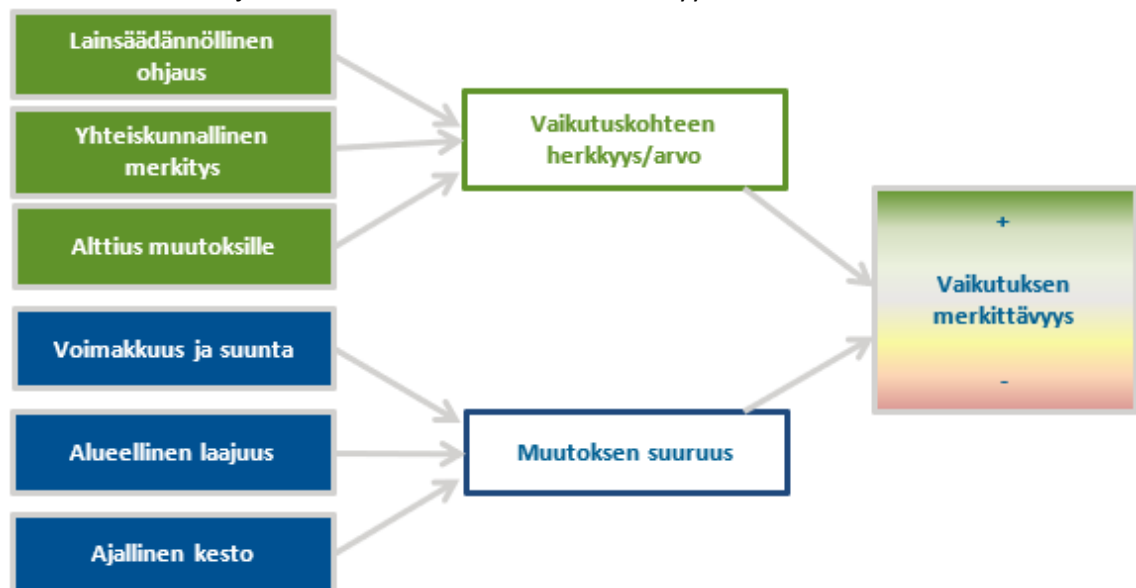 Lainsäädännöllinen
ohjaus
Yhteiskunnallinen
merkitys
Alttius muutoksille
Voimakkuus ja suunta
Alueellinen laajuus
Ajallinen kesto
Vaikutuskohteen
herkkyys/arvo
Muutoksen suuruus
+
Vaikutuksen
merkittävyys
-